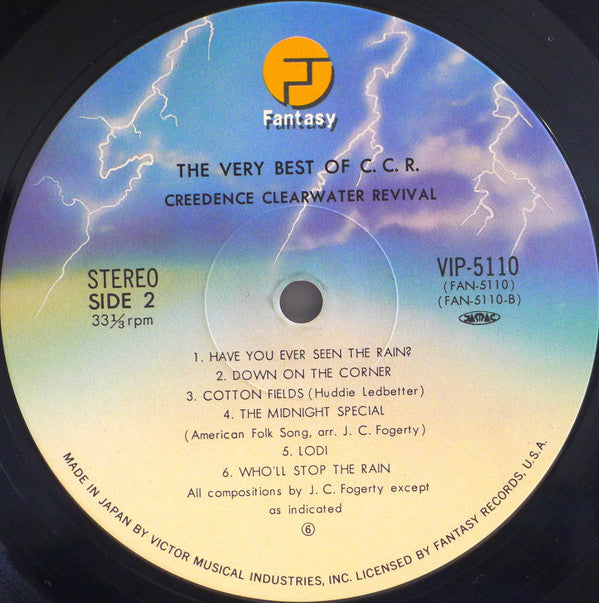 Fantasy
THE VERY BEST OF C. C. R.
CREEDENCE CLEARWATER REVIVAL
STEREO
SIDE 2
33⅓ rpm
VIP-5110
(FAN-5110)
(FAN-5110-B)
JASRAC
1. HAVE YOU EVER SEEN THE RAIN?
2. DOWN ON THE CORNER
3. COTTON FIELDS (Huddie Ledbetter)
4. THE MIDNIGHT SPECIAL
(American Folk Song, arr. J. C. Fogerty)
5. LODI
6. WHO'LL STOP THE RAIN
All compositions by J. C. Fogerty except
as indicated
⑥
MADE IN JAPAN BY VICTOR MUSICAL INDUSTRIES, INC. LICENSED BY FANTASY RECORDS, U.S.A.